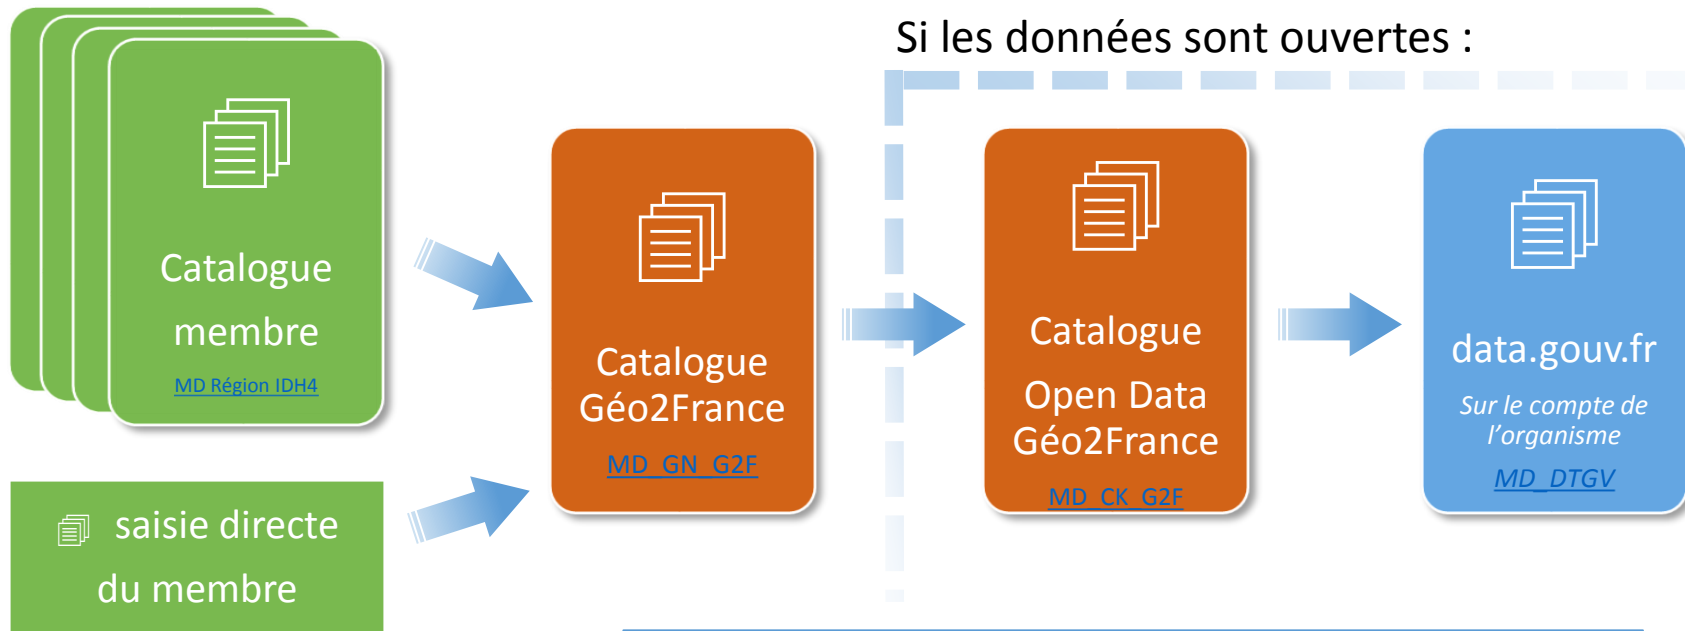 Si les données sont ouvertes :
Catalogue
membre
MD Région IDH4
saisie directe
du membre
Catalogue
Géo2France
MD_GN_G2F
Catalogue
Open Data
Géo2France
MD_CK_G2F
data.gouv.fr
Sur le compte de
l'organisme
MD_DTGV